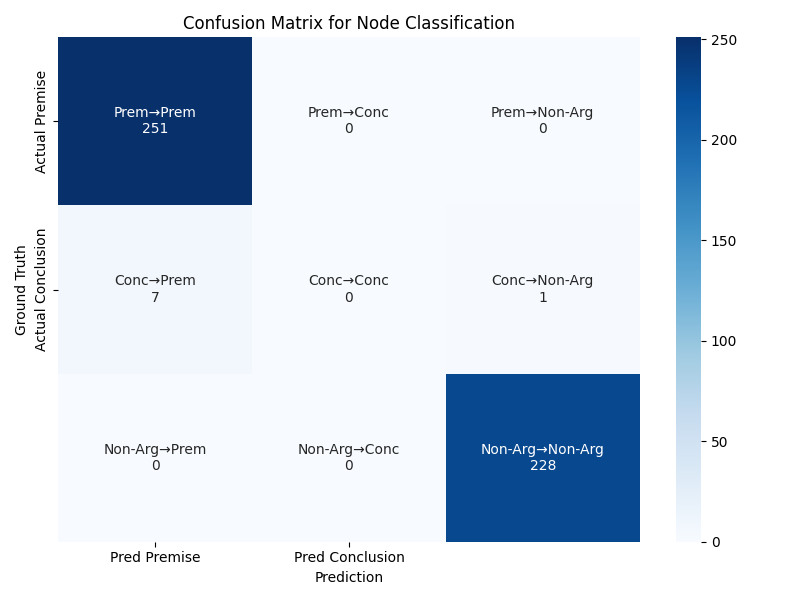 Confusion Matrix for Node Classification
Actual Premise
Prem→Prem
251
Prem→Conc
0
Prem→Non-Arg
0
Ground Truth
Actual Conclusion
Conc→Prem
7
Conc→Conc
0
Conc→Non-Arg
1
Non-Arg→Prem
0
Non-Arg→Conc
0
Non-Arg→Non-Arg
228
Pred Premise
Pred Conclusion
Prediction
250
200
150
100
50
0